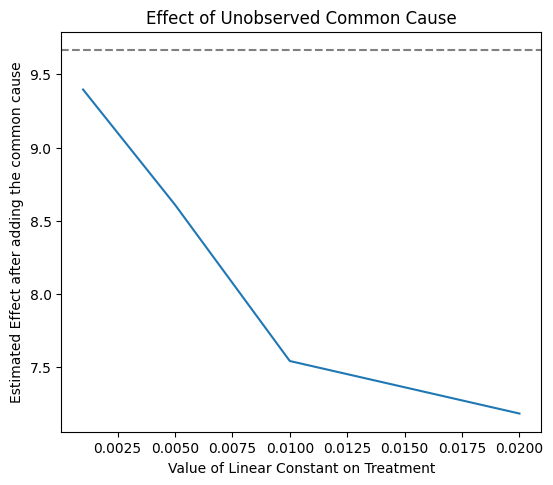 Effect of Unobserved Common Cause
Estimated Effect after adding the common cause
9.5
9.0
8.5
8.0
7.5
0.0025 0.0050 0.0075 0.0100 0.0125 0.0150 0.0175 0.0200
Value of Linear Constant on Treatment